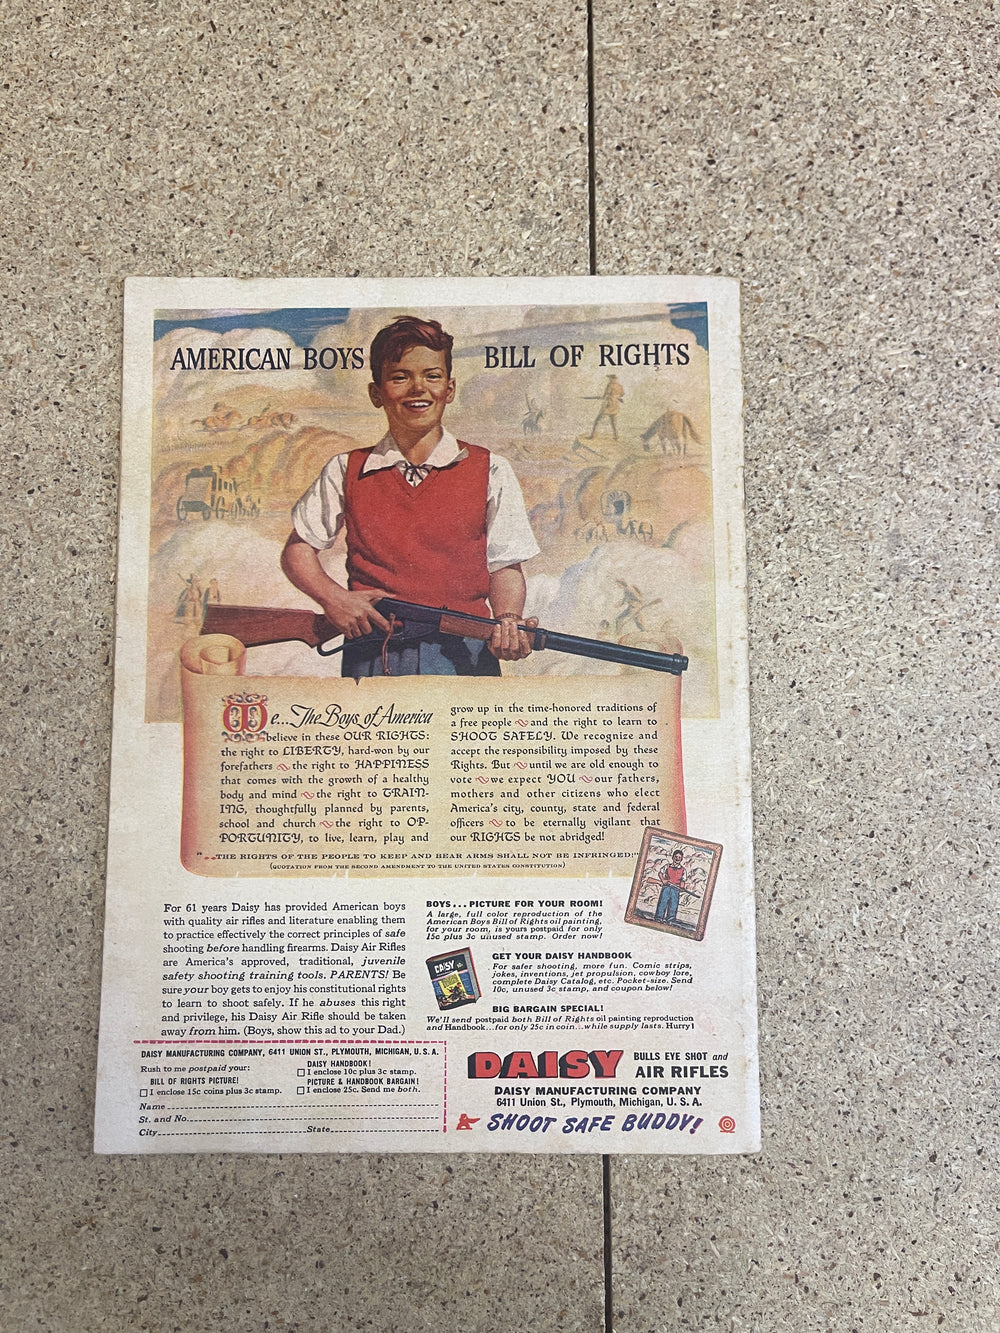 AMERICAN BOYS BILL OF RIGHTS
We...The Boys of America
believe in these OUR RIGHTS:
the right to LIBERTY, hard-won by our
forefathers ~ the right to HAPPINESS
that comes with the growth of a healthy
body and mind ~ the right to TRAIN-
ING, thoughtfully planned by parents,
school and church ~ the right to OP-
PORTUNITY, to live, learn, play and
grow up in the time-honored traditions of
a free people ~ and the right to learn to
SHOOT SAFELY. We recognize and
accept the responsibility imposed by these
Rights. But ~ until we are old enough to
vote ~ we expect YOU ~ our fathers,
mothers and other citizens who elect
America's city, county, state and federal
officers ~ to be eternally vigilant that
our RIGHTS be not abridged!
"...THE RIGHTS OF THE PEOPLE TO KEEP AND BEAR ARMS SHALL NOT BE INFRINGED!"
(QUOTATION FROM THE SECOND AMENDMENT TO THE UNITED STATES CONSTITUTION)
For 61 years Daisy has provided American boys
with quality air rifles and literature enabling them
to practice effectively the correct principles of safe
shooting before handling firearms. Daisy Air Rifles
are America's approved, traditional, juvenile
safety shooting training tools. PARENTS! Be
sure your boy gets to enjoy his constitutional rights
to learn to shoot safely. If he abuses this right
and privilege, his Daisy Air Rifle should be taken
away from him. (Boys, show this ad to your Dad.)
BOYS...PICTURE FOR YOUR ROOM!
A large, full color reproduction of the
American Boys Bill of Rights oil painting,
for your room, is yours postpaid for only
15c plus 3c unused stamp. Order now!
DAISY
GET YOUR DAISY HANDBOOK
For safer shooting, more fun. Comic strips,
jokes, inventions, jet propulsion, cowboy lore,
complete Daisy Catalog, etc. Pocket-size. Send
10c, unused 3c stamp, and coupon below!
BIG BARGAIN SPECIAL!
We'll send postpaid both Bill of Rights oil painting reproduction
and Handbook...for only 25c in coin...while supply lasts. Hurry!
DAISY MANUFACTURING COMPANY, 6411 UNION ST., PLYMOUTH, MICHIGAN, U. S. A.
Rush to me postpaid your:
BILL OF RIGHTS PICTURE!
I enclose 15c coins plus 3c stamp.
DAISY HANDBOOK!
I enclose 10c plus 3c stamp.
PICTURE & HANDBOOK BARGAIN!
I enclose 25c. Send me both.
Name
St. and No.
City State
DAISY BULLS EYE SHOT and
AIR RIFLES
DAISY MANUFACTURING COMPANY
6411 Union St., Plymouth, Michigan, U. S. A.
SHOOT SAFE BUDDY!